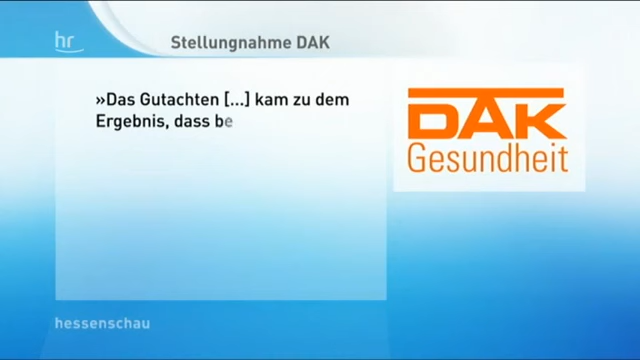 hr
Stellungnahme DAK
»Das Gutachten [...] kam zu dem
Ergebnis, dass be
DAK
Gesundheit
hessenschau